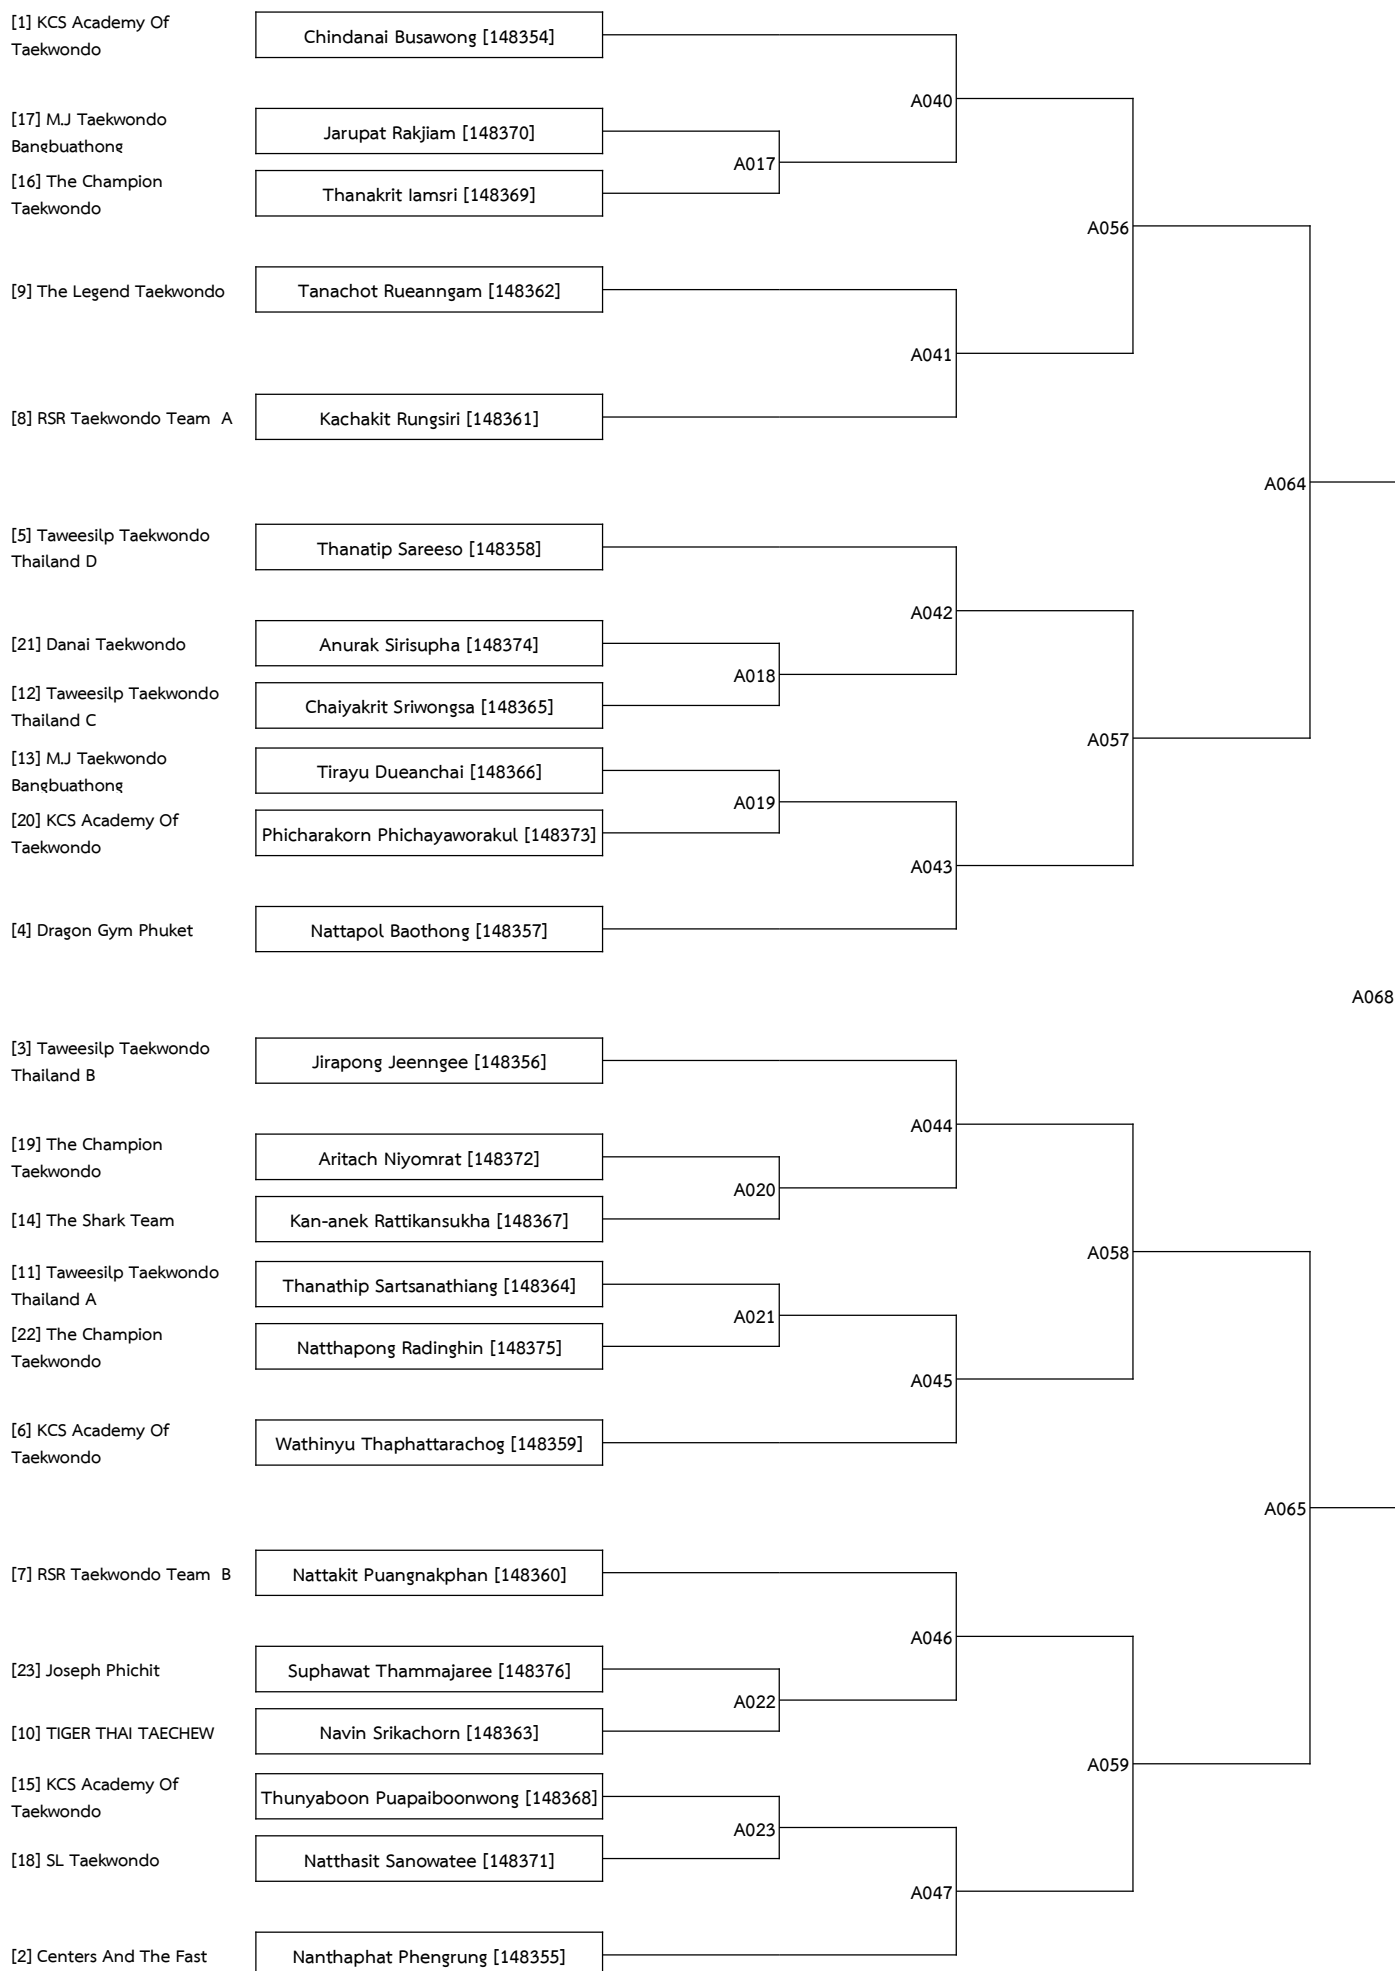 [1] KCS Academy Of
Taekwondo
Chindanai Busawong [148354]
A040
[17] M.J Taekwondo
Bangbuathong
Jarupat Rakjiam [148370]
A017
[16] The Champion
Taekwondo
Thanakrit Iamsri [148369]
A056
[9] The Legend Taekwondo
Tanachot Rueanngam [148362]
A041
[8] RSR Taekwondo Team  A
Kachakit Rungsiri [148361]
A064
[5] Taweesilp Taekwondo
Thailand D
Thanatip Sareeso [148358]
A042
[21] Danai Taekwondo
Anurak Sirisupha [148374]
A018
[12] Taweesilp Taekwondo
Thailand C
Chaiyakrit Sriwongsa [148365]
A057
[13] M.J Taekwondo
Bangbuathong
Tirayu Dueanchai [148366]
A019
[20] KCS Academy Of
Taekwondo
Phicharakorn Phichayaworakul [148373]
A043
[4] Dragon Gym Phuket
Nattapol Baothong [148357]
A068
[3] Taweesilp Taekwondo
Thailand B
Jirapong Jeenngee [148356]
A044
[19] The Champion
Taekwondo
Aritach Niyomrat [148372]
A020
[14] The Shark Team
Kan-anek Rattikansukha [148367]
A058
[11] Taweesilp Taekwondo
Thailand A
Thanathip Sartsanathiang [148364]
A021
[22] The Champion
Taekwondo
Natthapong Radinghin [148375]
A045
[6] KCS Academy Of
Taekwondo
Wathinyu Thaphattarachog [148359]
A065
[7] RSR Taekwondo Team  B
Nattakit Puangnakphan [148360]
A046
[23] Joseph Phichit
Suphawat Thammajaree [148376]
A022
[10] TIGER THAI TAECHEW
Navin Srikachorn [148363]
A059
[15] KCS Academy Of
Taekwondo
Thunyaboon Puapaiboonwong [148368]
A023
[18] SL Taekwondo
Natthasit Sanowatee [148371]
A047
[2] Centers And The Fast
Nanthaphat Phengrung [148355]